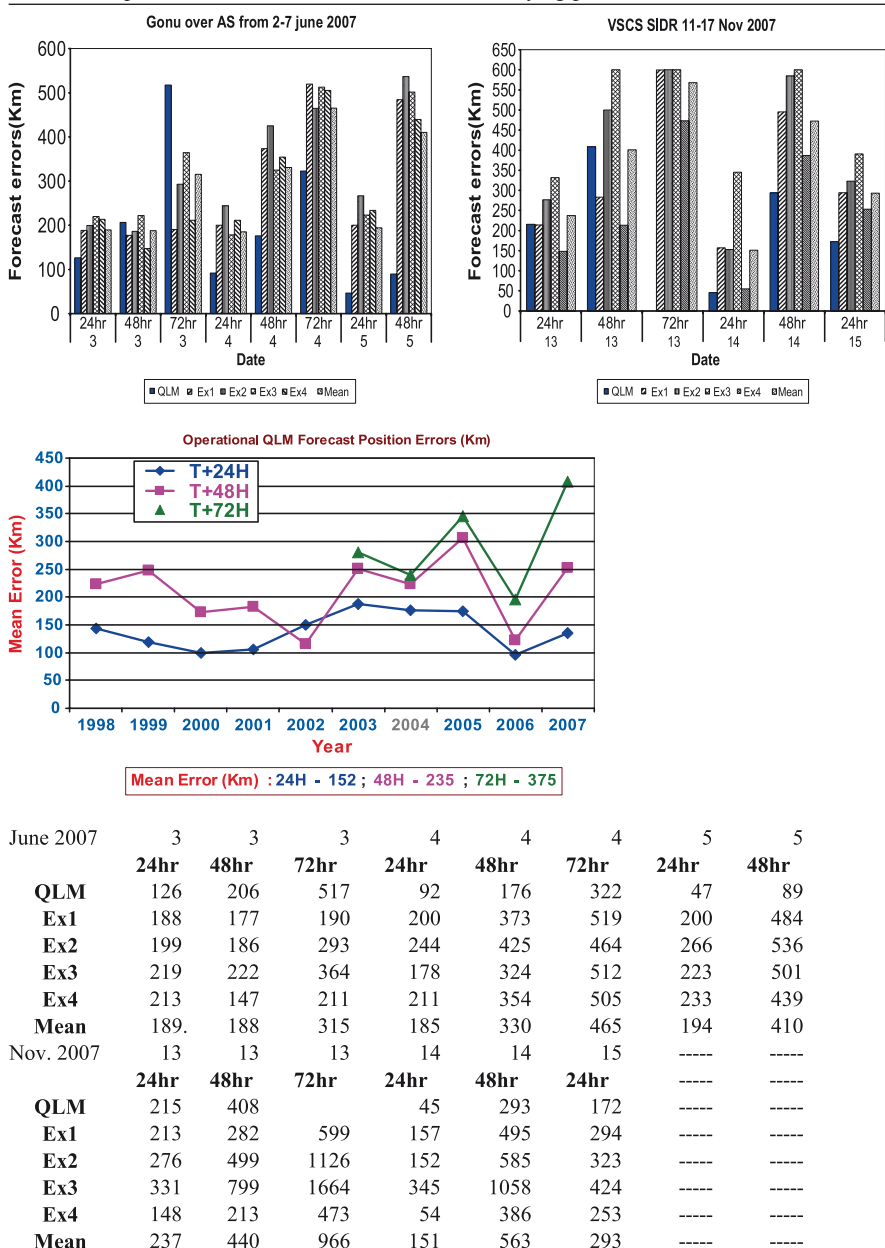 Gonu over AS from 2-7 june 2007
Forecast errors(Km)
600
500
400
300
200
100
0
24hr 48hr 72hr 24hr 48hr 72hr 24hr 48hr
3 3 3 4 4 4 5 5
Date
QLM Ex1 Ex2 Ex3 Ex4 Mean
VSCS SIDR 11-17 Nov 2007
Forecast errors(Km)
650
600
550
500
450
400
350
300
250
200
150
100
50
0
24hr 48hr 72hr 24hr 48hr 24hr
13 13 13 14 14 15
Date
QLM Ex1 Ex2 Ex3 Ex4 Mean
Operational QLM Forecast Position Errors (Km)
Mean Error (Km)
450
400
350
300
250
200
150
100
50
0
T+24H
T+48H
T+72H
1998 1999 2000 2001 2002 2003 2004 2005 2006 2007
Year
Mean Error (Km) : 24H - 152 ; 48H - 235 ; 72H - 375
June 2007 3 3 3 4 4 4 5 5
24hr 48hr 72hr 24hr 48hr 72hr 24hr 48hr
QLM 126 206 517 92 176 322 47 89
Ex1 188 177 190 200 373 519 200 484
Ex2 199 186 293 244 425 464 266 536
Ex3 219 222 364 178 324 512 223 501
Ex4 213 147 211 211 354 505 233 439
Mean 189. 188 315 185 330 465 194 410
Nov. 2007 13 13 13 14 14 15 ----- -----
24hr 48hr 72hr 24hr 48hr 24hr ----- -----
QLM 215 408 45 293 172 ----- -----
Ex1 213 282 599 157 495 294 ----- -----
Ex2 276 499 1126 152 585 323 ----- -----
Ex3 331 799 1664 345 1058 424 ----- -----
Ex4 148 213 473 54 386 253 ----- -----
Mean 237 440 966 151 563 293 ----- -----